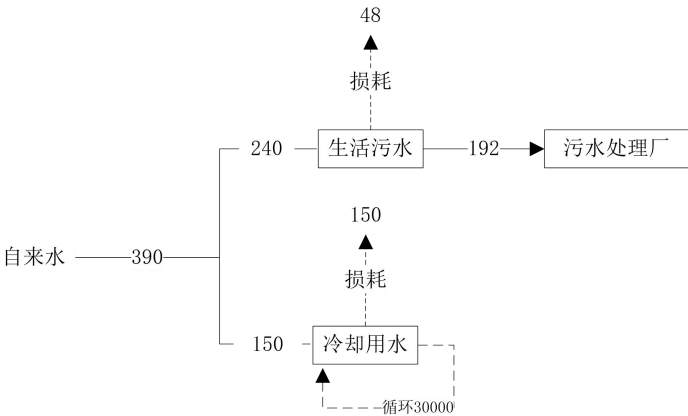 48
损耗
240
生活污水
192
污水处理厂
150
自来水
390
损耗
150
冷却用水
循环30000